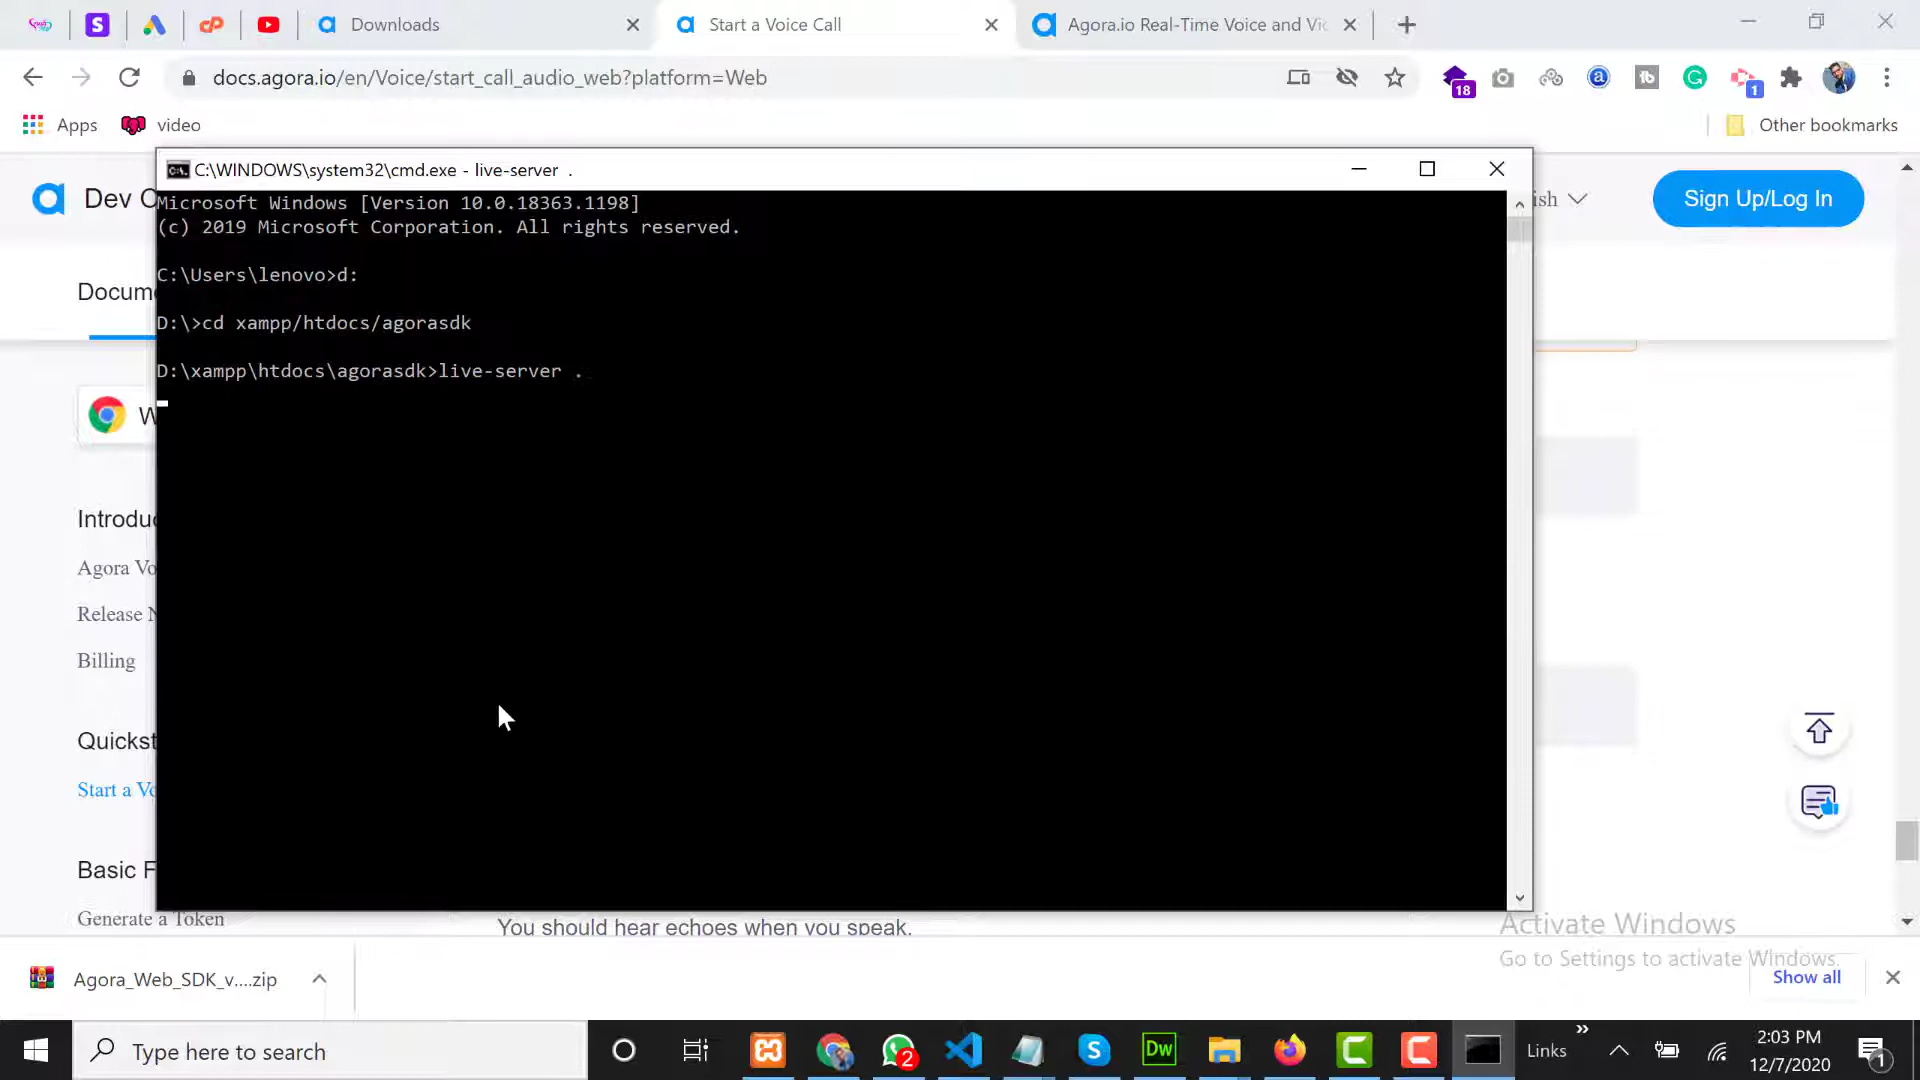 Downloads
Start a Voice Call
Agora.io Real-Time Voice and Vi
docs.agora.io/en/Voice/start_call_audio_web?platform=Web
18
1
Apps
video
Other bookmarks
C:\WINDOWS\system32\cmd.exe - live-server .
Dev C
ish
Sign Up/Log In
Microsoft Windows [Version 10.0.18363.1198]
(c) 2019 Microsoft Corporation. All rights reserved.
C:\Users\lenovo>d:
Docum
D:\>cd xampp/htdocs/agorasdk
D:\xampp\htdocs\agorasdk>live-server .
W
Introduc
Agora Vo
Release N
Billing
Quickst
Start a Vo
Basic F
Generate a Token
You should hear echoes when you speak.
Activate Windows
Go to Settings to activate Windows.
Agora_Web_SDK_v....zip
Show all
Type here to search
2
Dw
Links
2:03 PM
12/7/2020
1